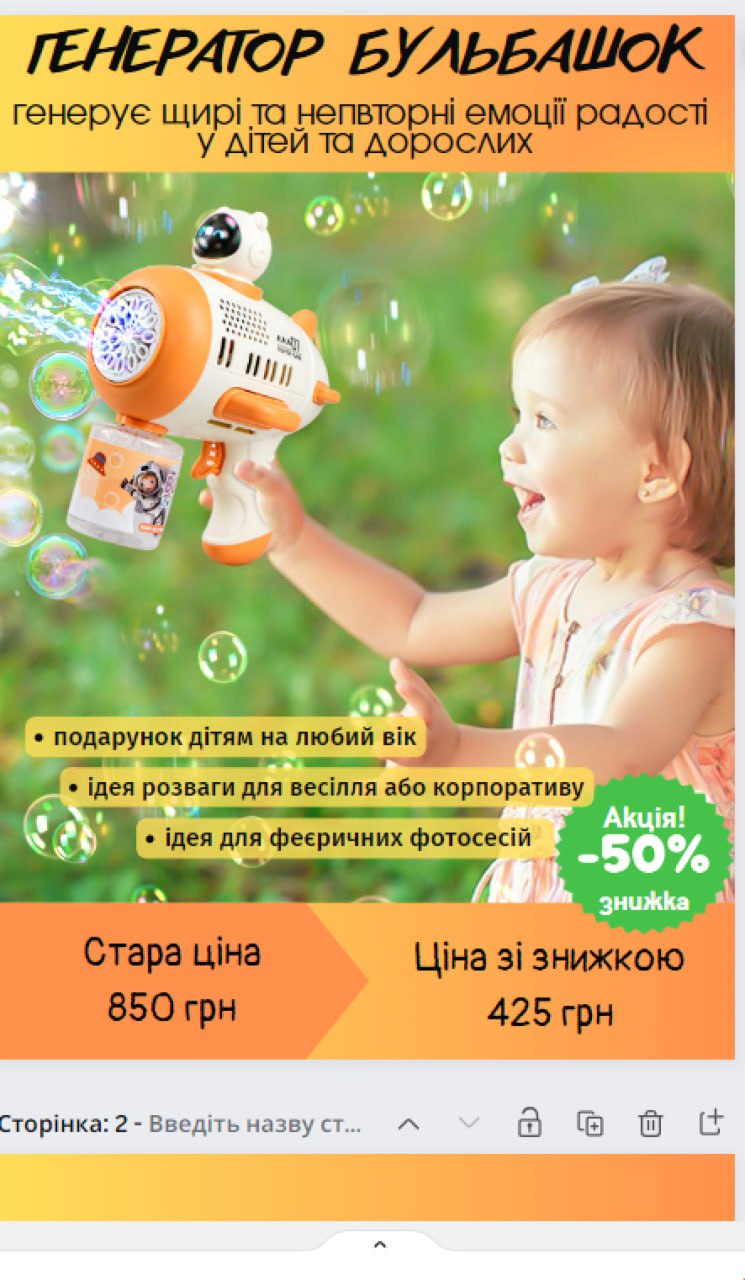 ГЕНЕРАТОР БУЛЬБАШОК
генерує щирі та непвторні емоції радості
у дітей та дорослих
• подарунок дітям на любий вік
• ідея розваги для весілля або корпоративу
• ідея для феєричних фотосесій
Акція!
-50%
знижка
Стара ціна
850 грн
Ціна зі знижкою
425 грн
Сторінка: 2 - Введіть назву ст...